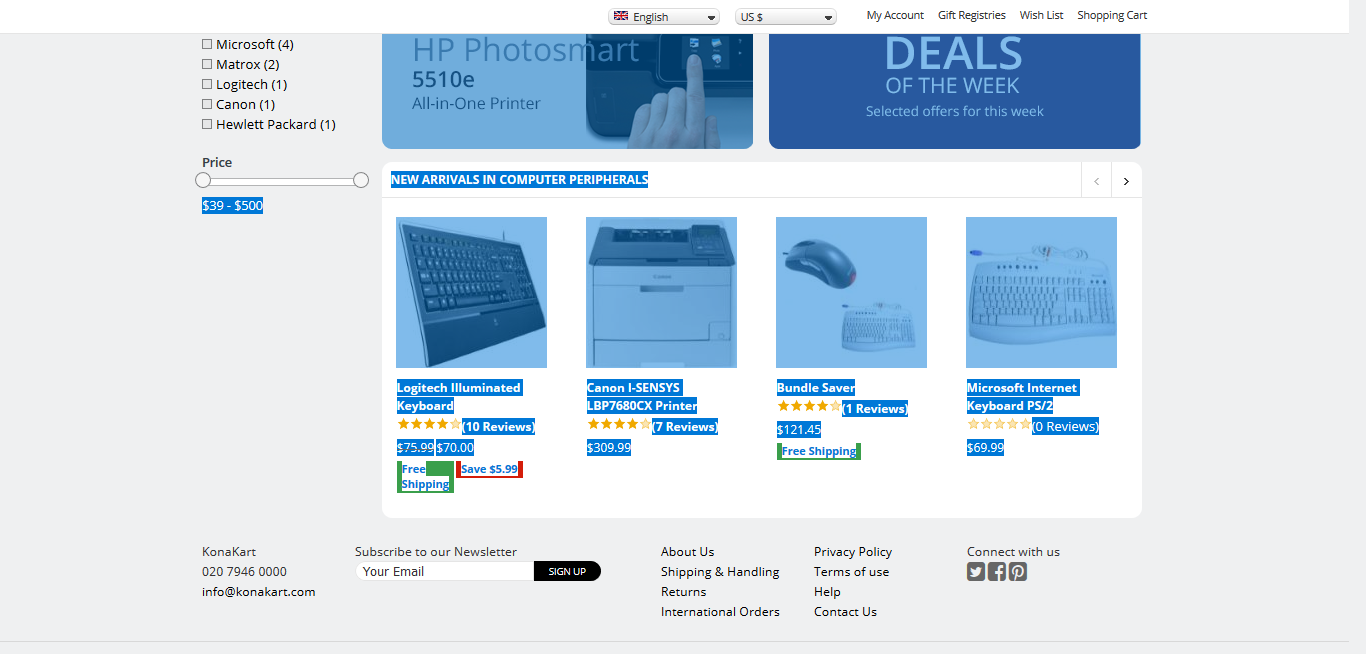 English
US $
My Account
Gift Registries
Wish List
Shopping Cart
Microsoft (4)
Matrox (2)
Logitech (1)
Canon (1)
Hewlett Packard (1)
Price
$39 - $500
HP Photosmart
5510e
All-in-One Printer
DEALS
OF THE WEEK
Selected offers for this week
NEW ARRIVALS IN COMPUTER PERIPHERALS
Logitech Illuminated
Keyboard
(10 Reviews)
$75.99 $70.00
Free
Shipping
Save $5.99
Canon I-SENSYS
LBP7680CX Printer
(7 Reviews)
$309.99
Bundle Saver
(1 Reviews)
$121.45
Free Shipping
Microsoft Internet
Keyboard PS/2
(0 Reviews)
$69.99
KonaKart
020 7946 0000
info@konakart.com
Subscribe to our Newsletter
Your Email
SIGN UP
About Us
Shipping & Handling
Returns
International Orders
Privacy Policy
Terms of use
Help
Contact Us
Connect with us